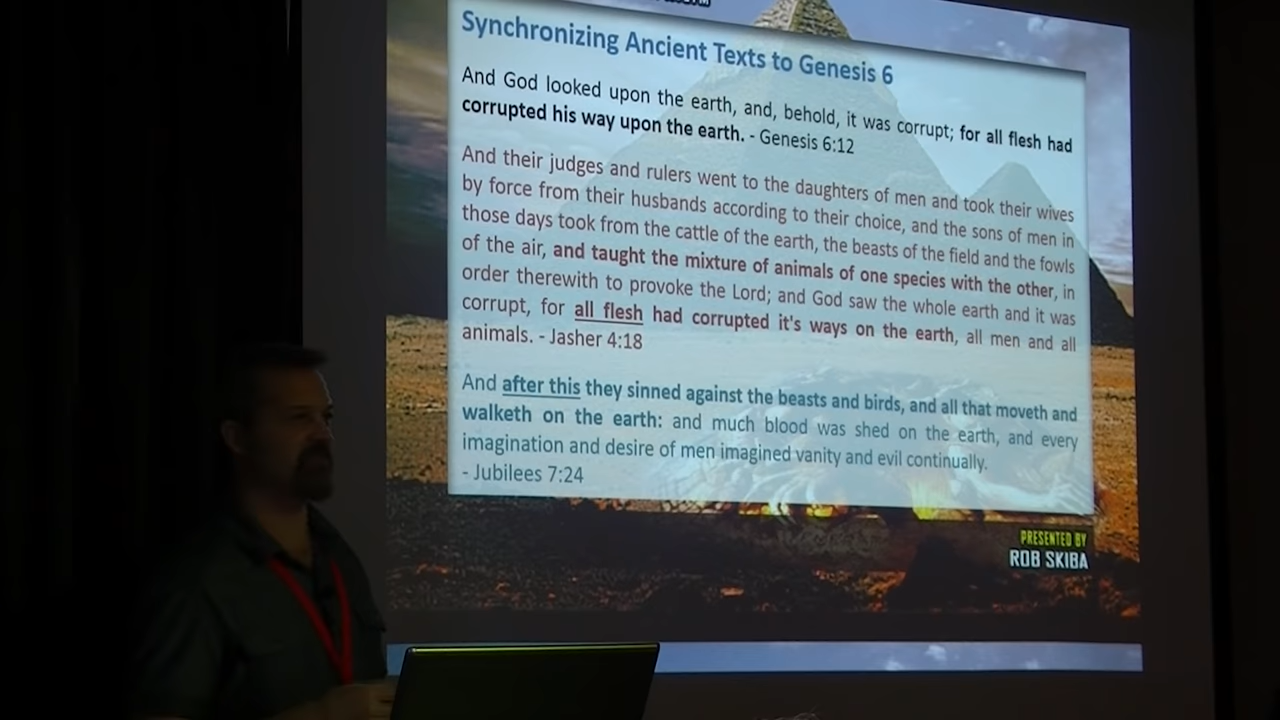 Synchronizing Ancient Texts to Genesis 6
And God looked upon the earth, and, behold, it was corrupt; for all flesh had
corrupted his way upon the earth. - Genesis 6:12
And their judges and rulers went to the daughters of men and took their wives
by force from their husbands according to their choice, and the sons of men in
those days took from the cattle of the earth, the beasts of the field and the fowls
of the air, and taught the mixture of animals of one species with the other, in
order therewith to provoke the Lord; and God saw the whole earth and it was
corrupt, for all flesh had corrupted it's ways on the earth, all men and all
animals. - Jasher 4:18
And after this they sinned against the beasts and birds, and all that moveth and
walketh on the earth: and much blood was shed on the earth, and every
imagination and desire of men imagined vanity and evil continually.
- Jubilees 7:24
PRESENTED BY
ROB SKIBA